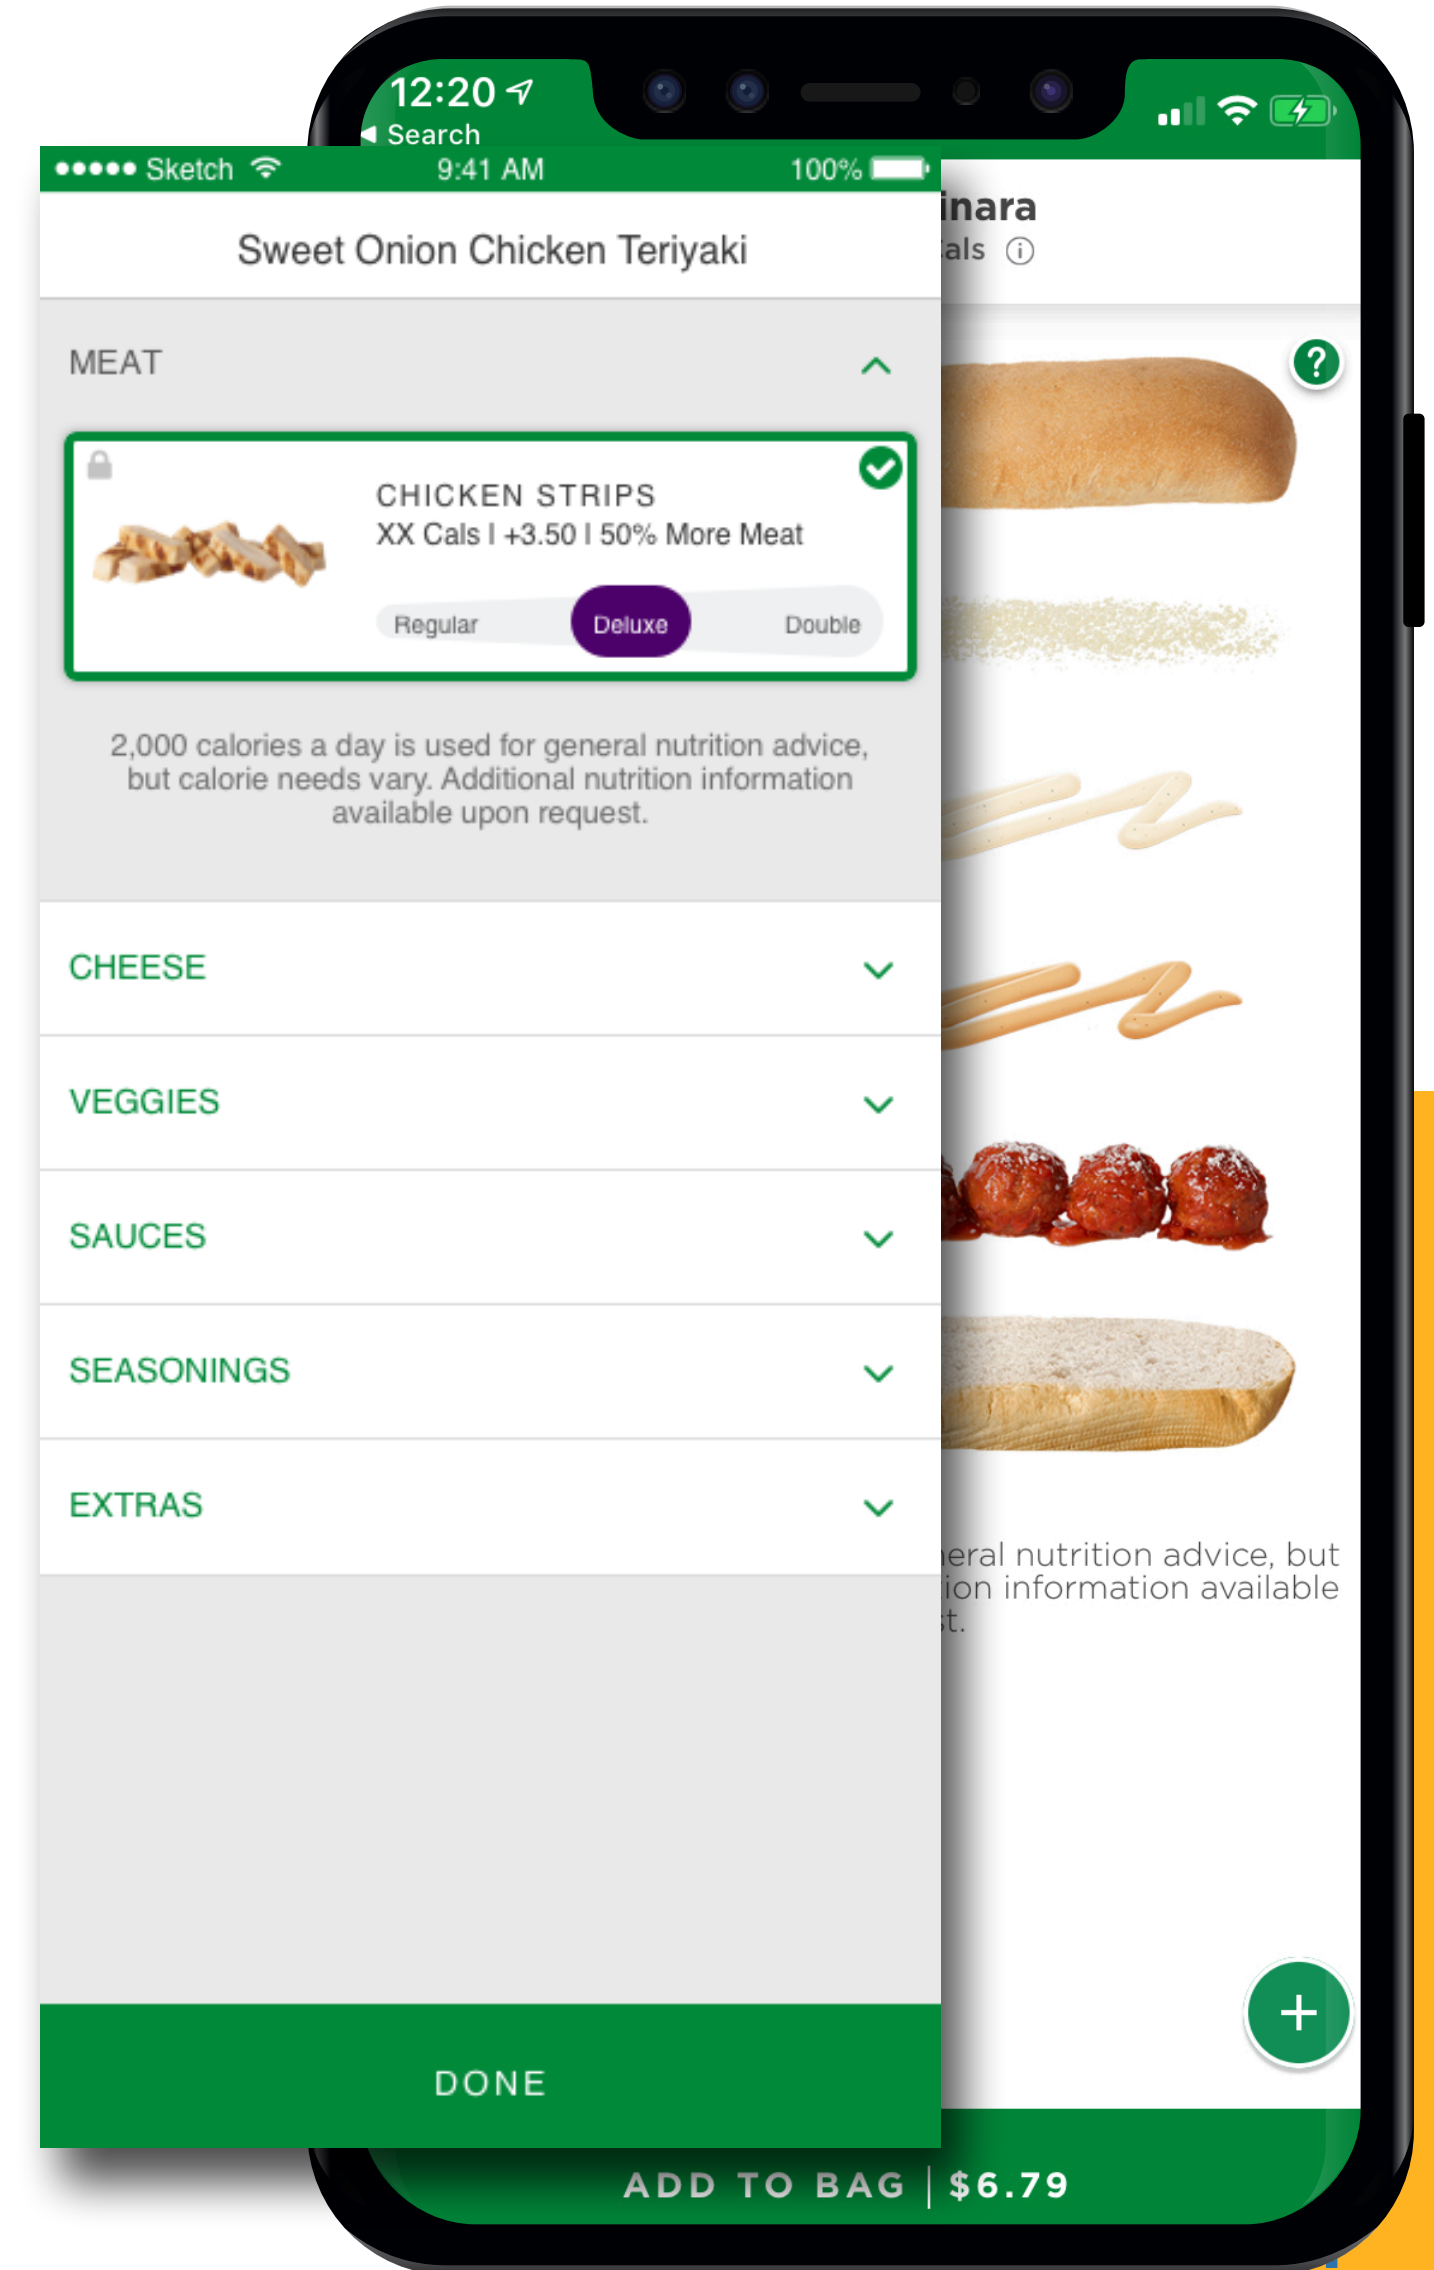 12:20
Search
Sketch 9:41 AM 100%
inara
Sweet Onion Chicken Teriyaki
als
MEAT
CHICKEN STRIPS
XX Cals | +3.50 | 50% More Meat
Regular Deluxe Double
2,000 calories a day is used for general nutrition advice,
but calorie needs vary. Additional nutrition information
available upon request.
CHEESE
VEGGIES
SAUCES
SEASONINGS
EXTRAS
eral nutrition advice, but
ion information available
t.
DONE
ADD TO BAG | $6.79